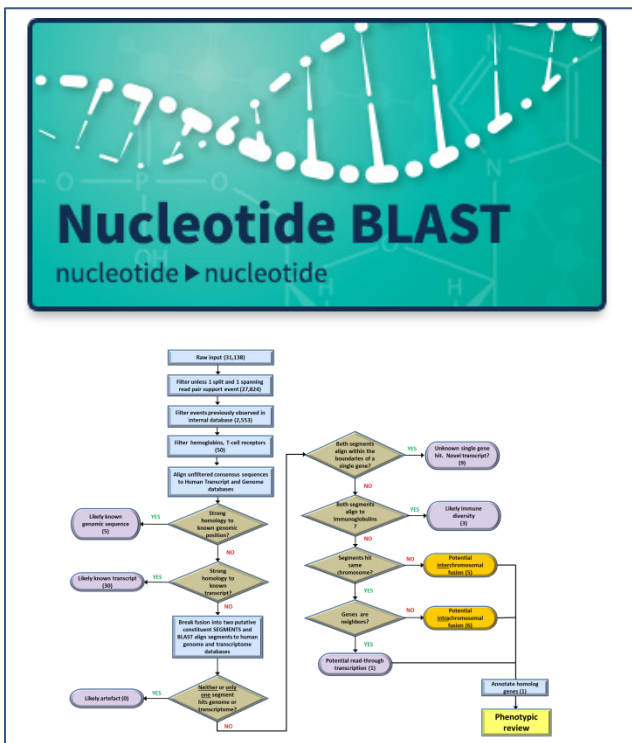 Nucleotide BLAST
nucleotide ▶ nucleotide
O
P
O
O
OH
N
N
H
H
Raw input (31,138)
Filter unless 1 split and 1 spanning
read pair support event (27,824)
Filter events previously observed in
internal database (2,553)
Filter hemoglobins, T-cell receptors
(50)
Align unfiltered consensus sequences
to Human Transcript and Genome
databases
Strong
homology to
known genomic
position?
YES
Likely known
genomic sequence
(5)
NO
Strong
homology to
known
transcript?
YES
Likely known transcript (30)
NO
Break fusion into two putative
constituent SEGMENTS and
BLAST align segments to human
genome and transcriptome
databases
Neither or only
one segment
hits genome or
transcriptome?
YES
Likely artefact (0)
NO
Both segments
align within the
boundaries of a
single gene?
YES
Unknown single gene
hit. Novel transcript?
(9)
NO
Both segments
align to
Immunoglobulins
?
YES
Likely immune
diversity
(3)
NO
Segments hit
same
chromosome?
NO
Potential
interchromosomal
fusion (5)
YES
Genes are
neighbors?
NO
Potential
intrachromosomal
fusion (6)
YES
Potential read-through
transcription (1)
Annotate homolog
genes (1)
Phenotypic
review